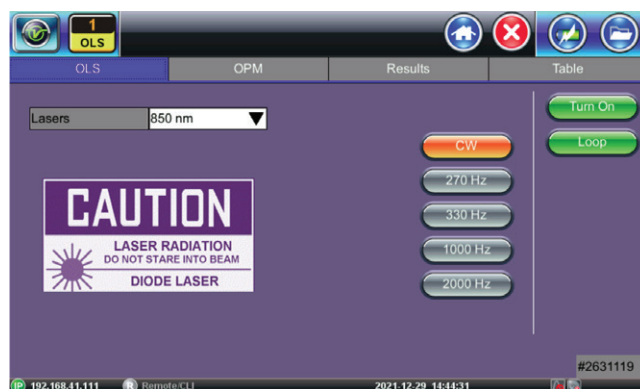 1
OLS
OLS OPM Results Table
Lasers 850 nm
Turn On
Loop
CW
270 Hz
330 Hz
1000 Hz
2000 Hz
CAUTION
LASER RADIATION
DO NOT STARE INTO BEAM
DIODE LASER
#2631119
IP 192.168.41.111 R Remote/CLI 2021-12-29 14:44:31